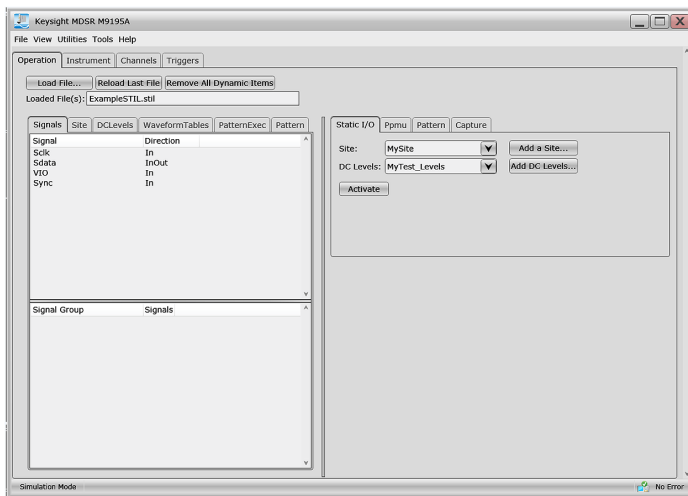 Keysight MDSR M9195A
File View Utilities Tools Help
Operation Instrument Channels Triggers
Load File... Reload Last File Remove All Dynamic Items
Loaded File(s): ExampleSTIL.stil
Signals Site DCLevels WaveformTables PatternExec Pattern
Signal Direction
Sclk In
Sdata InOut
VIO In
Sync In
Signal Group Signals
Static I/O Ppmu Pattern Capture
Site: MySite Add a Site...
DC Levels: MyTest_Levels Add DC Levels...
Activate
Simulation Mode No Error